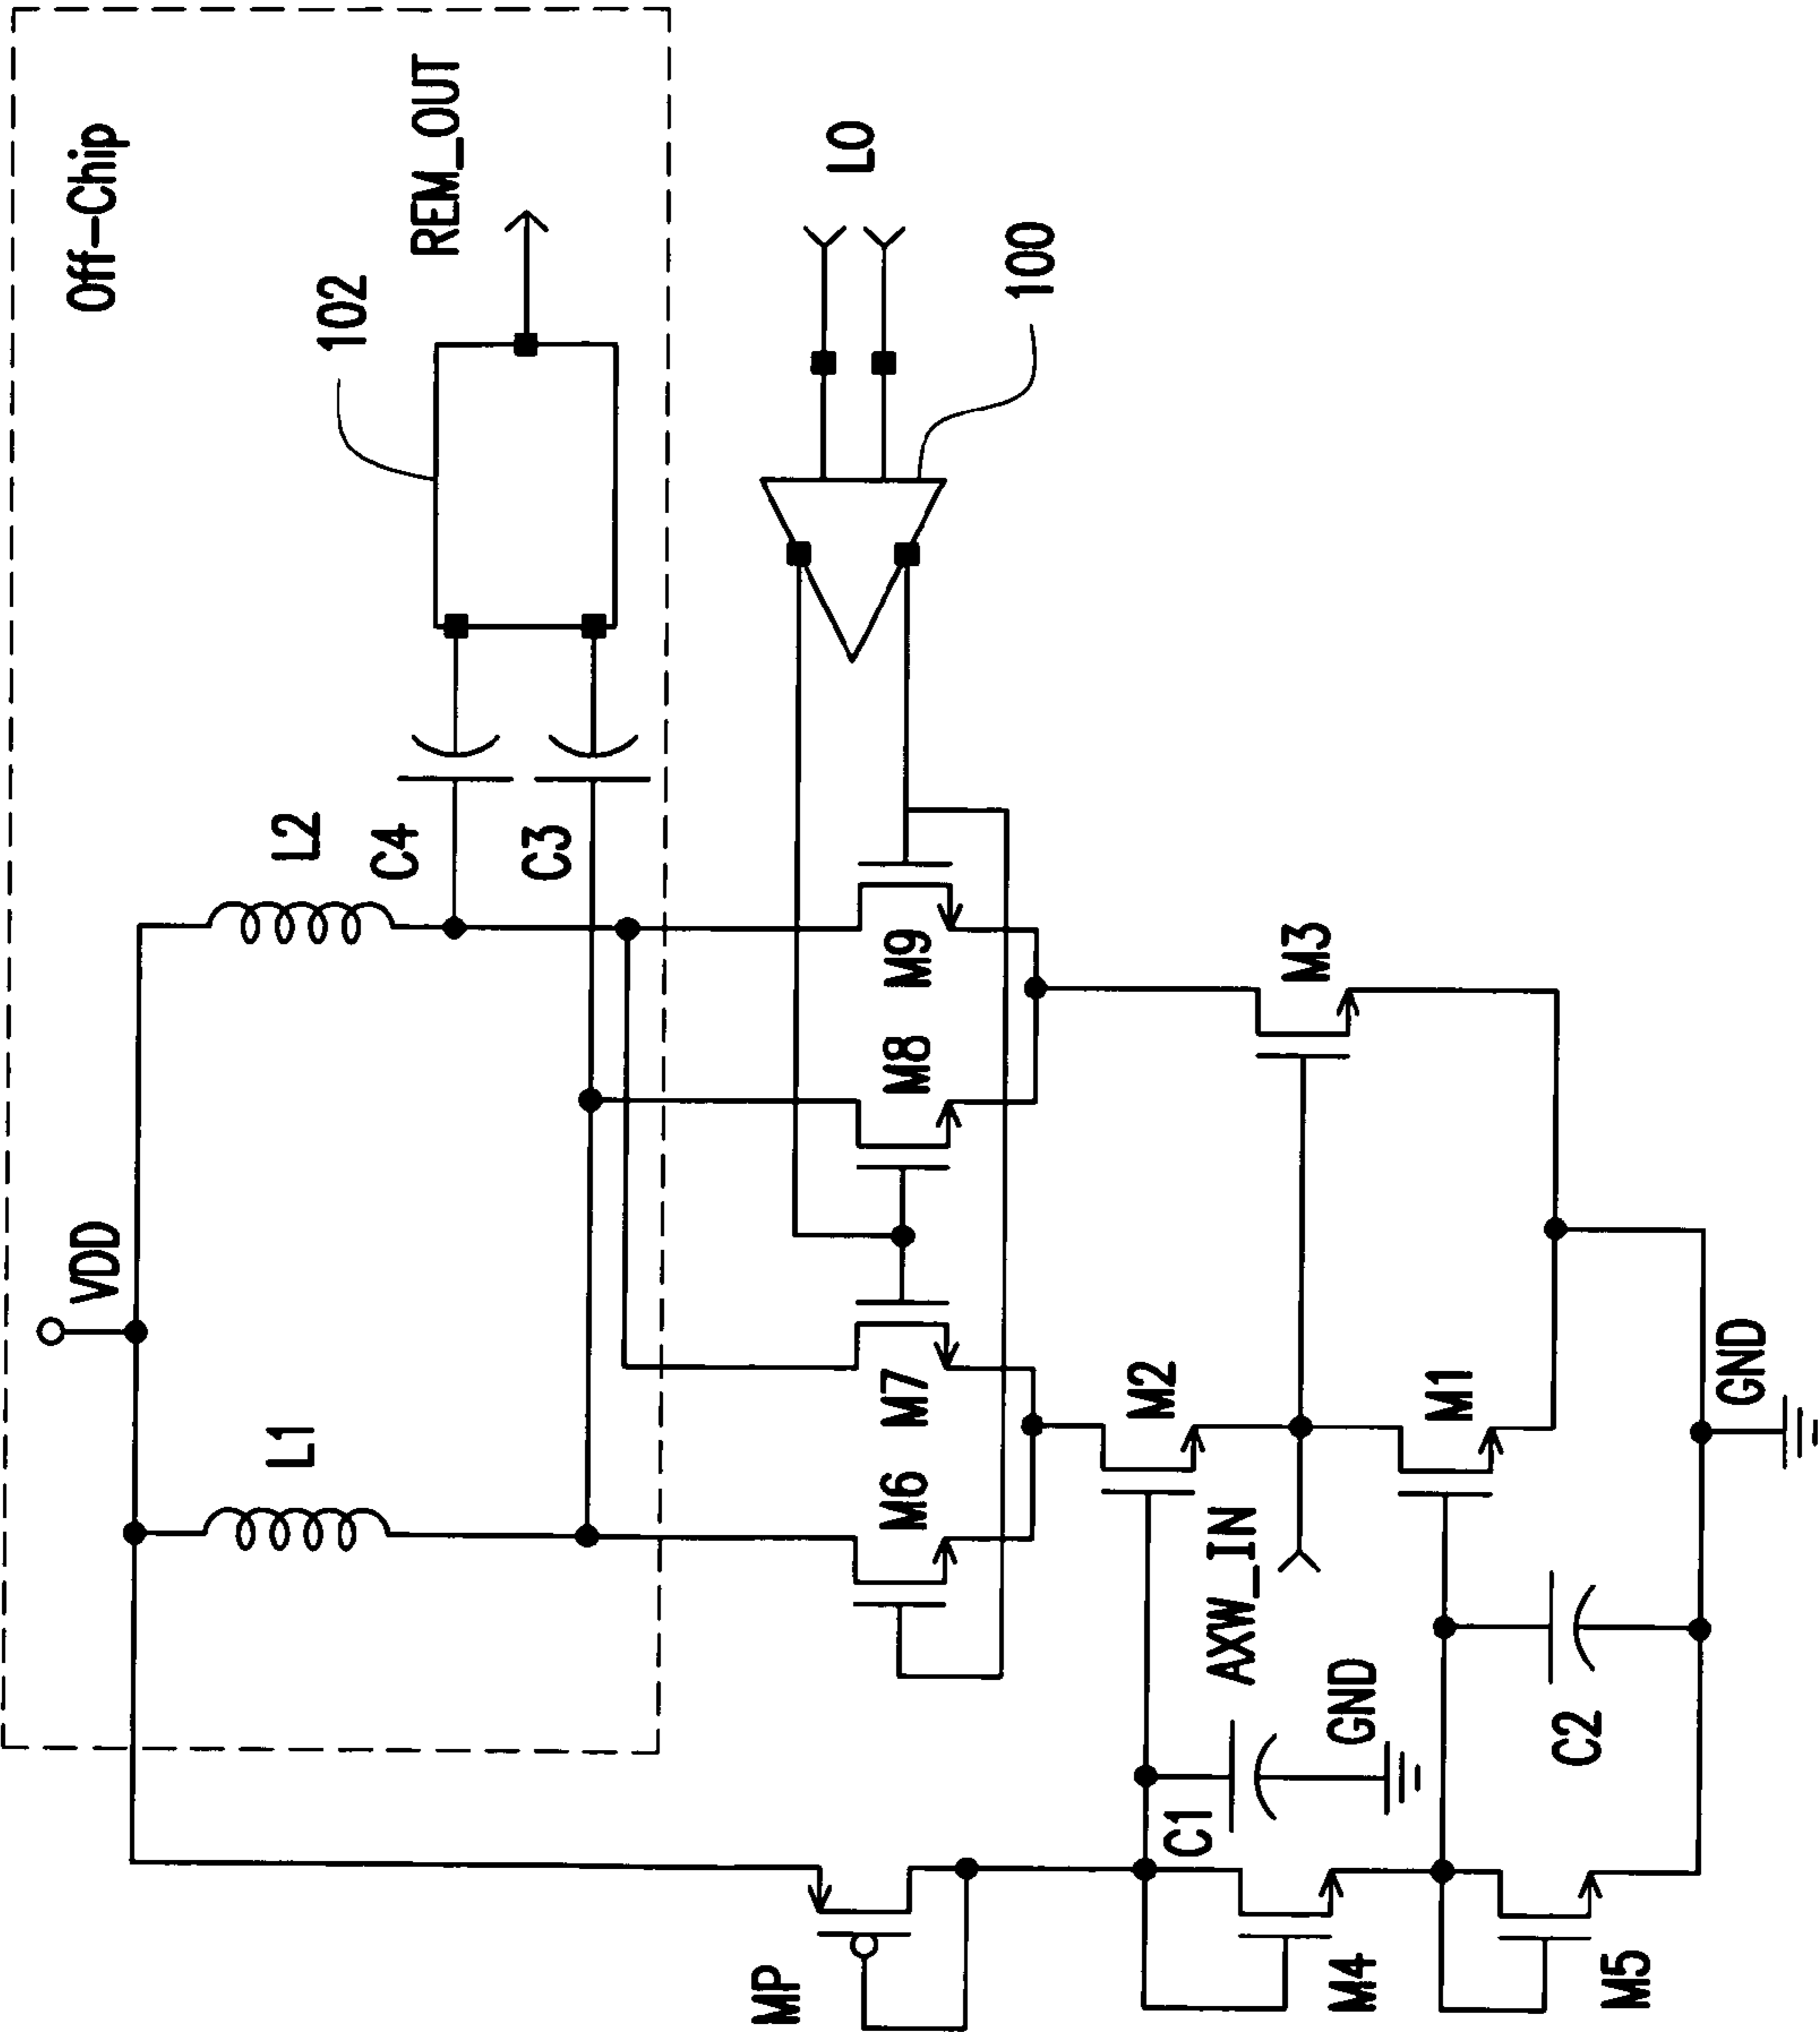 Off-Chip
VDD
L1
L2
102
REM_OUT
C4
C3
LO
100
M6
M7
M8
M9
MP
M2
M3
AXW_IN
C1
GND
M4
M1
C2
M5
GND